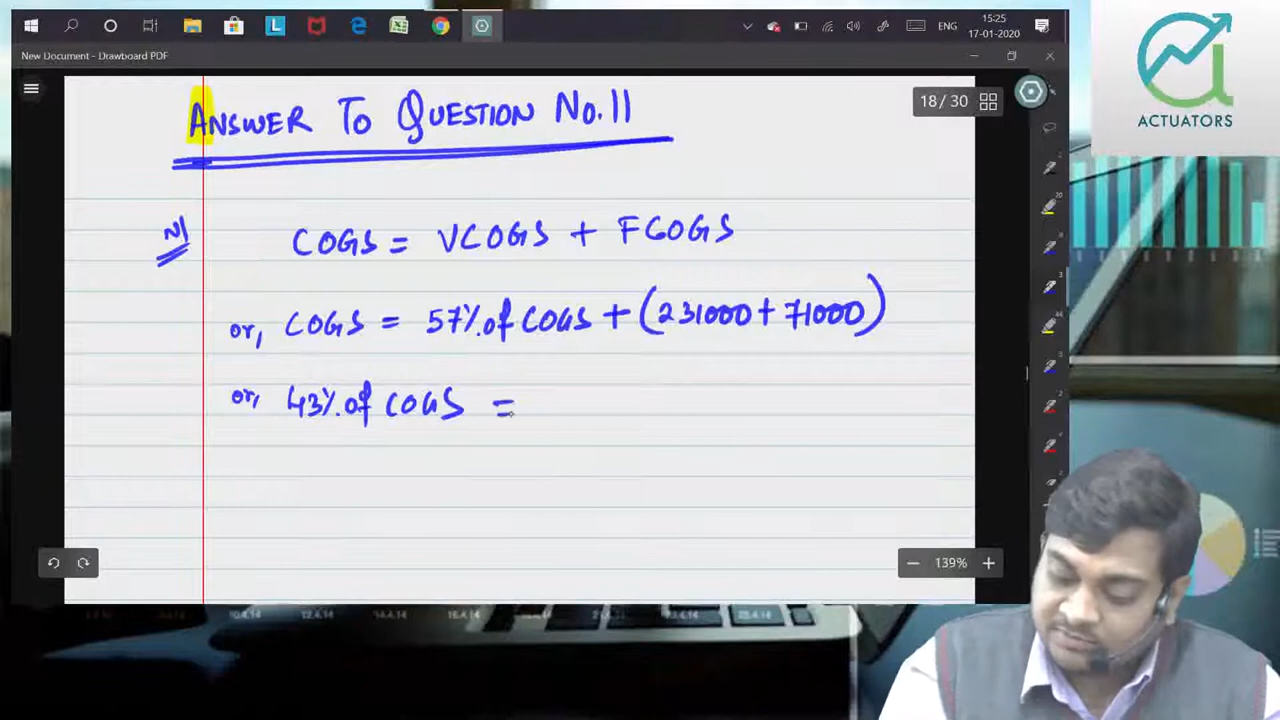 15:25
ENG
17-01-2020
New Document - Drawboard PDF
18 / 30
ANSWER TO QUESTION No.11
N1
COGS = VCOGS + FCOGS
or, COGS = 57% of COGS + (231000 + 71000)
or, 43% of COGS =
139%
ACTUATORS